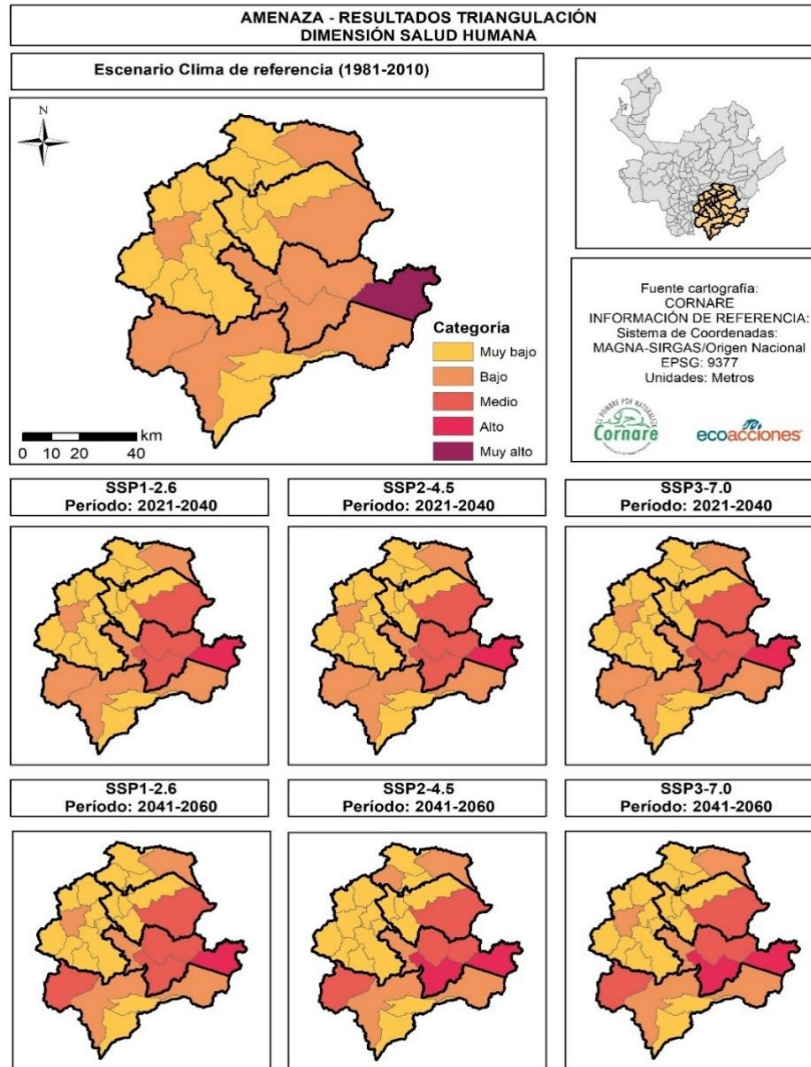 AMENAZA - RESULTADOS TRIANGULACIÓN
DIMENSIÓN SALUD HUMANA
Escenario Clima de referencia (1981-2010)
N
Categoría
Muy bajo
Bajo
Medio
Alto
Muy alto
km
0 10 20 40
Fuente cartografía:
CORNARE
INFORMACIÓN DE REFERENCIA:
Sistema de Coordenadas:
MAGNA-SIRGAS/Origen Nacional
EPSG: 9377
Unidades: Metros
Cornare
ecoacciones
SSP1-2.6
Período: 2021-2040
SSP2-4.5
Período: 2021-2040
SSP3-7.0
Período: 2021-2040
SSP1-2.6
Período: 2041-2060
SSP2-4.5
Período: 2041-2060
SSP3-7.0
Período: 2041-2060